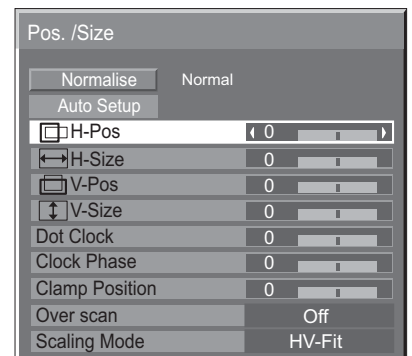 Pos. /Size
Normalise Normal
Auto Setup
H-Pos 0
H-Size 0
V-Pos 0
V-Size 0
Dot Clock 0
Clock Phase 0
Clamp Position 0
Over scan Off
Scaling Mode HV-Fit